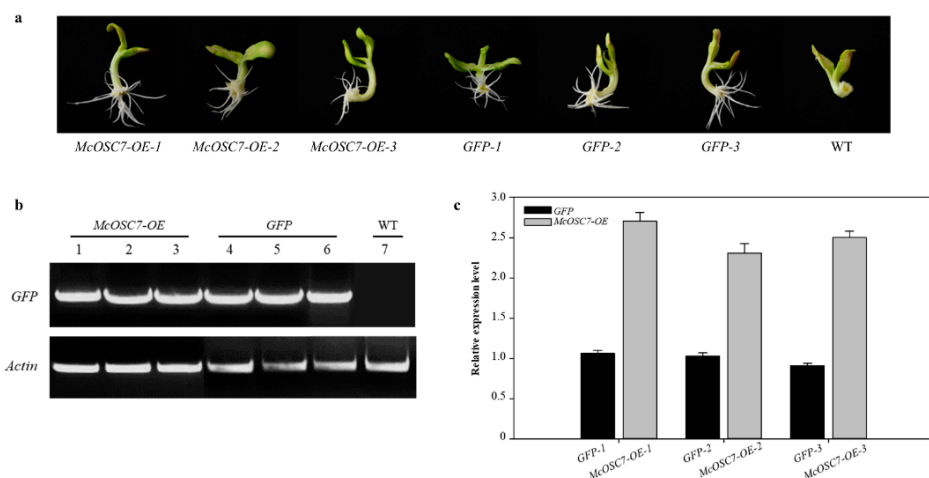 a
McOSC7-OE-1 McOSC7-OE-2 McOSC7-OE-3 GFP-1 GFP-2 GFP-3 WT
b
McOSC7-OE GFP WT
1 2 3 4 5 6 7
GFP
Actin
c
GFP
McOSC7-OE
Relative expression level
3.0
2.5
2.0
1.5
1.0
0.5
0
GFP-1 McOSC7-OE-1 GFP-2 McOSC7-OE-2 GFP-3 McOSC7-OE-3